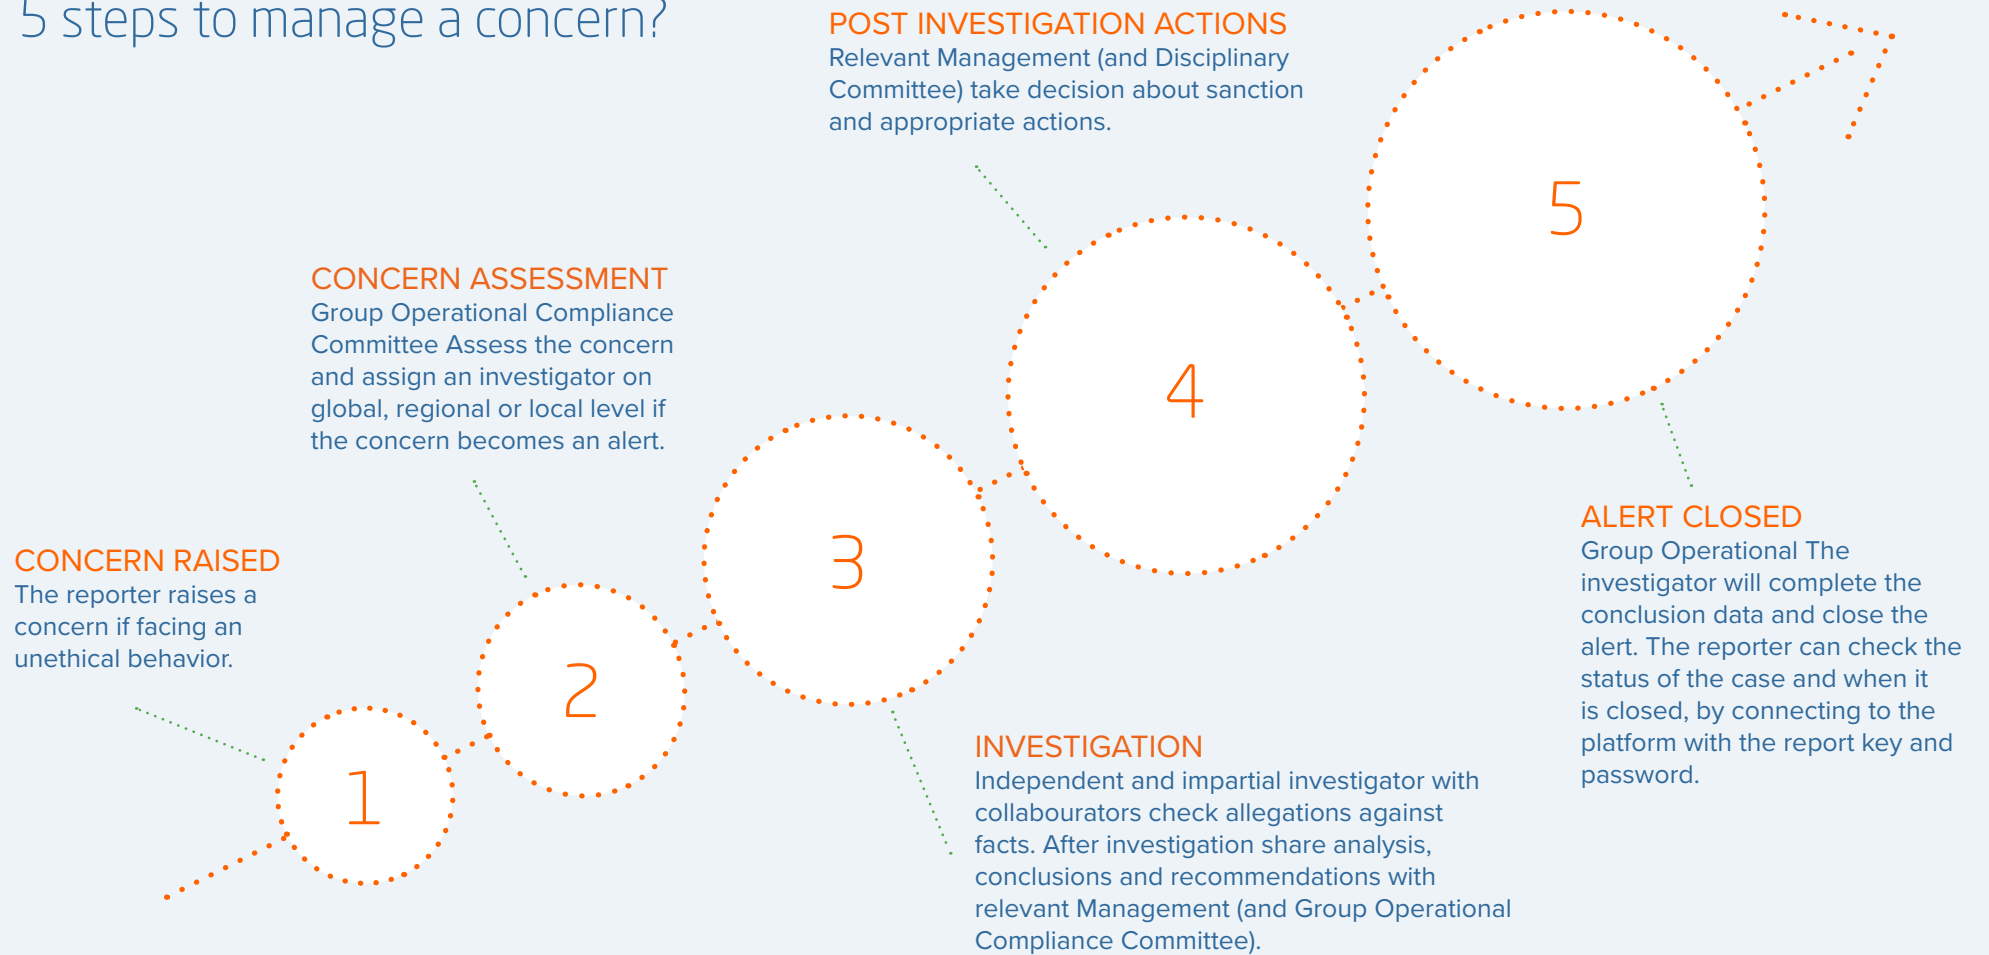 5 steps to manage a concern?
CONCERN RAISED
The reporter raises a
concern if facing an
unethical behavior.
1
CONCERN ASSESSMENT
Group Operational Compliance
Committee Assess the concern
and assign an investigator on
global, regional or local level if
the concern becomes an alert.
2
INVESTIGATION
Independent and impartial investigator with
collabourators check allegations against
facts. After investigation share analysis,
conclusions and recommendations with
relevant Management (and Group Operational
Compliance Committee).
3
POST INVESTIGATION ACTIONS
Relevant Management (and Disciplinary
Committee) take decision about sanction
and appropriate actions.
4
ALERT CLOSED
Group Operational The
investigator will complete the
conclusion data and close the
alert. The reporter can check the
status of the case and when it
is closed, by connecting to the
platform with the report key and
password.
5